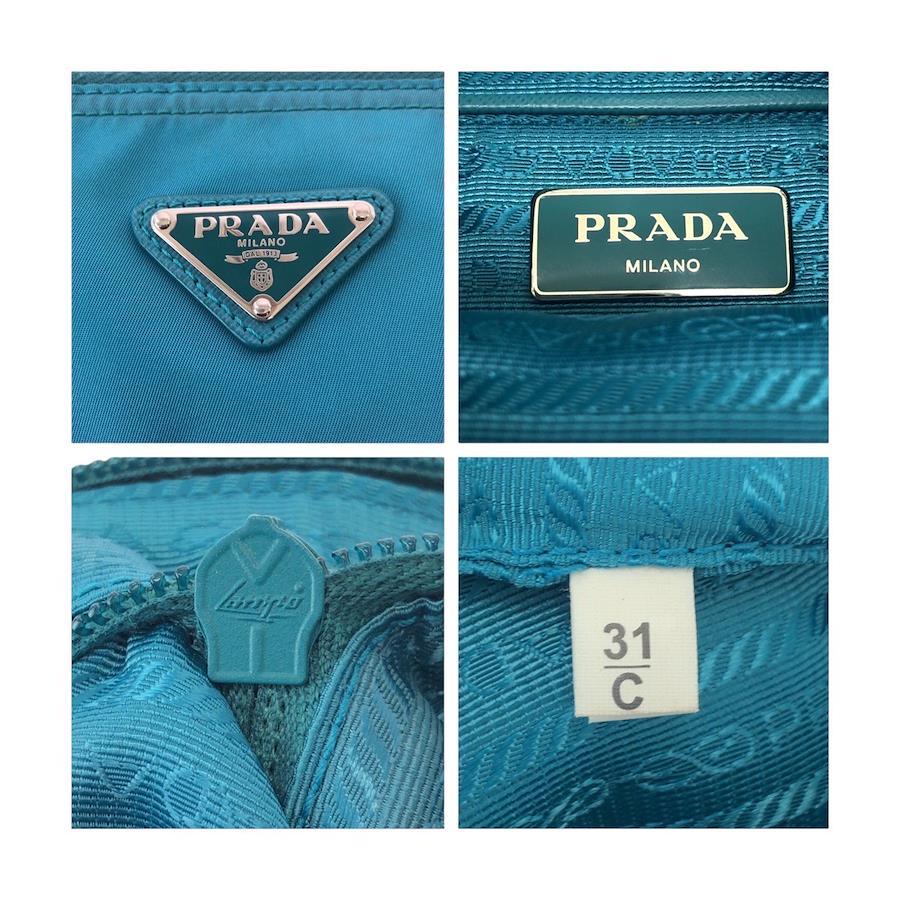 PRADA
MILANO
DAL 1913
PRADA
MILANO
Lampo
31
C